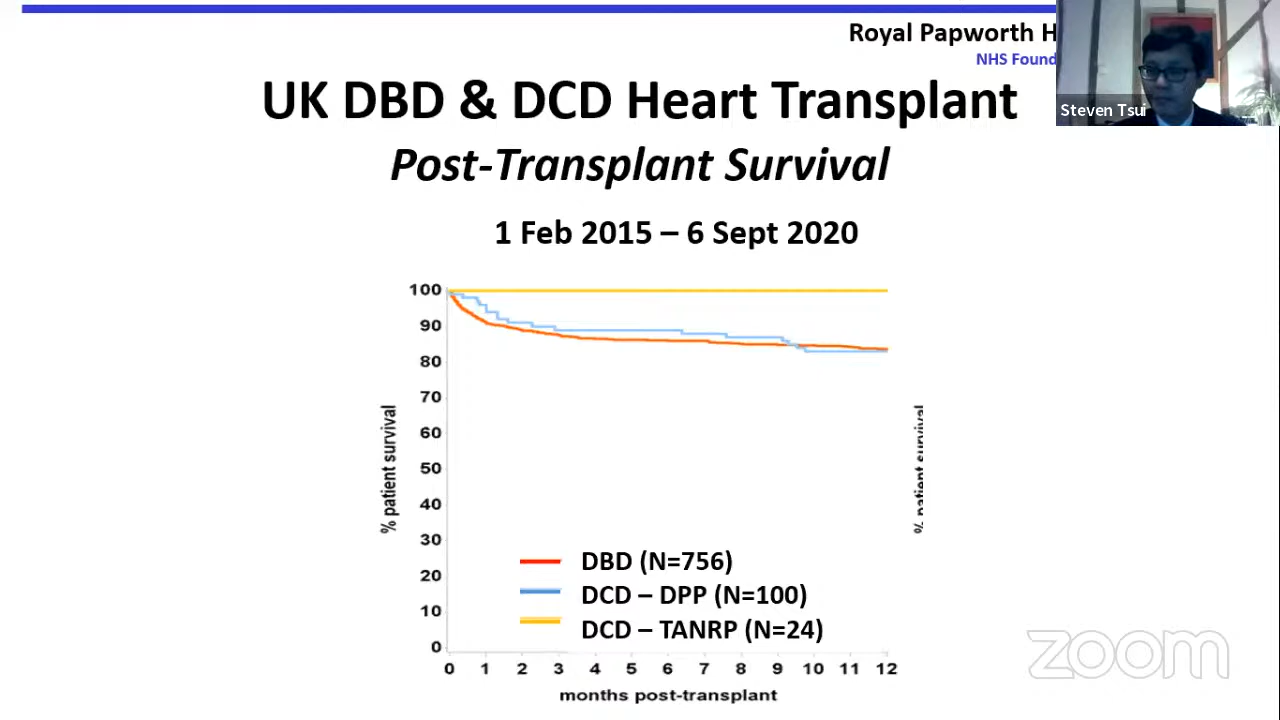 Royal Papworth H
NHS Found
UK DBD & DCD Heart Transplant
Steven Tsui
Post-Transplant Survival
1 Feb 2015 – 6 Sept 2020
100
90
80
70
60
50
40
30
20
10
0
% patient survival
% patient survival
DBD (N=756)
DCD – DPP (N=100)
DCD – TANRP (N=24)
0 1 2 3 4 5 6 7 8 9 10 11 12
months post-transplant
zoom